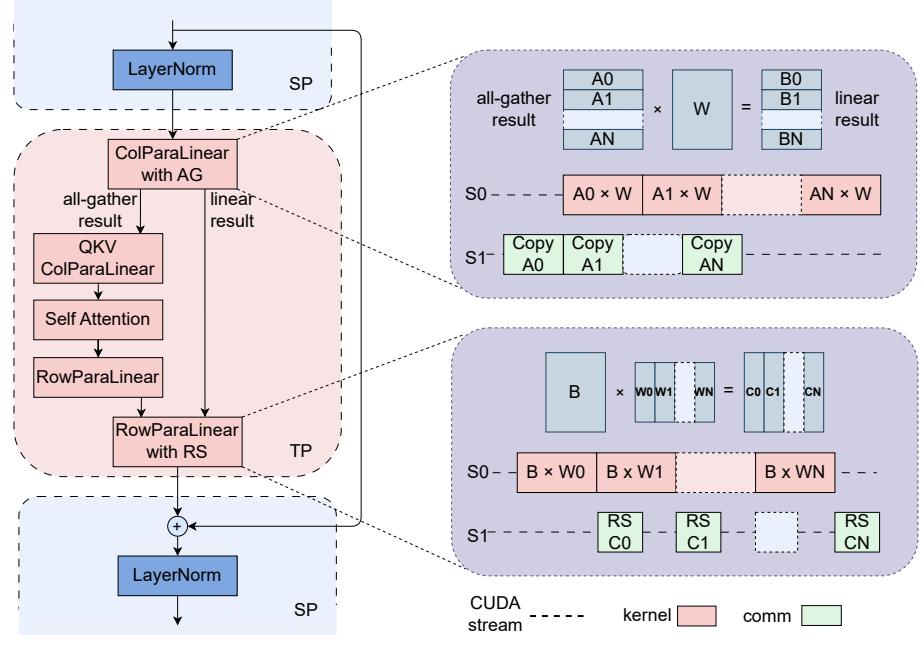 LayerNorm
SP
ColParaLinear
with AG
all-gather
result
linear
result
QKV
ColParaLinear
Self Attention
RowParaLinear
RowParaLinear
with RS
TP
+
LayerNorm
SP
all-gather
result
A0
A1
AN
×
W
=
B0
B1
BN
linear
result
S0
A0 × W
A1 × W
AN × W
S1
Copy
A0
Copy
A1
Copy
AN
B
×
W0
W1
WN
=
C0
C1
CN
S0
B × W0
B x W1
B x WN
S1
RS
C0
RS
C1
RS
CN
CUDA
stream
kernel
comm